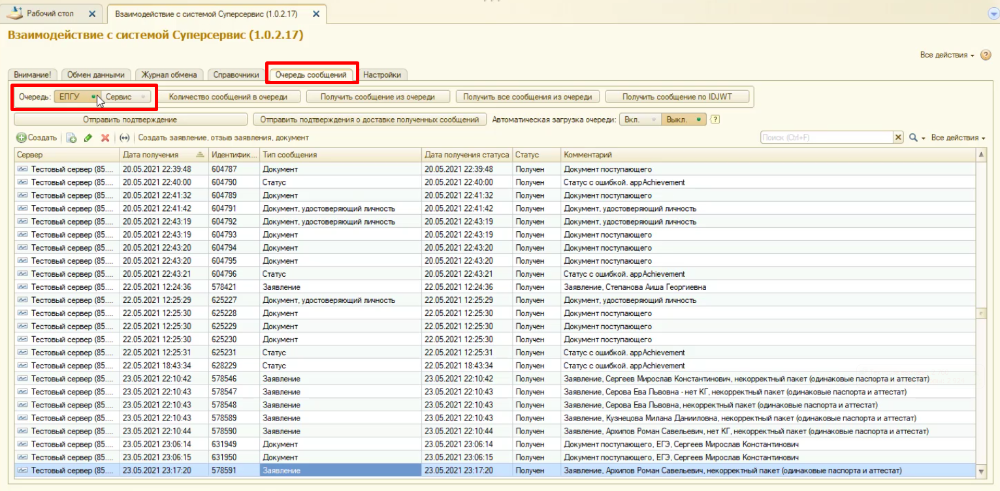 Рабочий стол
Взаимодействие с системой Суперсервис (1.0.2.17)
Взаимодействие с системой Суперсервис (1.0.2.17)
Все действия
Внимание! Обмен данными Журнал обмена Справочники Очередь сообщений Настройки
Очередь: ЕПГУ Сервис Количество сообщений в очереди Получить сообщение из очереди Получить все сообщения из очереди Получить сообщение по IDJWT
Отправить подтверждение Отправить подтверждения о доставке полученных сообщений Автоматическая загрузка очереди: Вкл. Выкл. ?
Создать Создать заявление, отзыв заявления, документ Поиск (Ctrl+F) Все действия
Сервер Дата получения Идентифик... Тип сообщения Дата получения статуса Статус Комментарий
Тестовый сервер (85.... 20.05.2021 22:39:48 604787 Документ 20.05.2021 22:39:48 Получен Документ поступающего
Тестовый сервер (85.... 20.05.2021 22:40:00 604790 Статус 20.05.2021 22:40:00 Получен Статус с ошибкой. appAchievement
Тестовый сервер (85.... 20.05.2021 22:41:32 604789 Документ 20.05.2021 22:41:32 Получен Документ поступающего
Тестовый сервер (85.... 20.05.2021 22:41:42 604791 Документ, удостоверяющий личность 20.05.2021 22:41:42 Получен Документ, удостоверяющий личность
Тестовый сервер (85.... 20.05.2021 22:43:19 604792 Документ, удостоверяющий личность 20.05.2021 22:43:19 Получен Документ, удостоверяющий личность
Тестовый сервер (85.... 20.05.2021 22:43:19 604793 Документ 20.05.2021 22:43:19 Получен Документ поступающего
Тестовый сервер (85.... 20.05.2021 22:43:20 604794 Документ 20.05.2021 22:43:20 Получен Документ поступающего
Тестовый сервер (85.... 20.05.2021 22:43:20 604795 Документ 20.05.2021 22:43:20 Получен Документ поступающего
Тестовый сервер (85.... 20.05.2021 22:43:21 604796 Статус 20.05.2021 22:43:21 Получен Статус с ошибкой. appAchievement
Тестовый сервер (85.... 22.05.2021 12:24:36 578421 Заявление 22.05.2021 12:24:36 Получен Заявление, Степанова Аиша Георгиевна
Тестовый сервер (85.... 22.05.2021 12:25:29 625227 Документ, удостоверяющий личность 22.05.2021 12:25:29 Получен Документ, удостоверяющий личность
Тестовый сервер (85.... 22.05.2021 12:25:30 625228 Документ 22.05.2021 12:25:30 Получен Документ поступающего
Тестовый сервер (85.... 22.05.2021 12:25:30 625229 Документ 22.05.2021 12:25:30 Получен Документ поступающего
Тестовый сервер (85.... 22.05.2021 12:25:30 625230 Документ 22.05.2021 12:25:30 Получен Документ поступающего
Тестовый сервер (85.... 22.05.2021 12:25:31 625231 Статус 22.05.2021 12:25:31 Получен Статус с ошибкой. appAchievement
Тестовый сервер (85.... 22.05.2021 18:43:34 628229 Статус 22.05.2021 18:43:34 Получен Статус с ошибкой. appAchievement
Тестовый сервер (85.... 23.05.2021 22:10:42 578546 Заявление 23.05.2021 22:10:42 Получен Заявление, Сергеев Мирослав Константинович, некорректный пакет (одинаковые паспорта и аттестат)
Тестовый сервер (85.... 23.05.2021 22:10:43 578547 Заявление 23.05.2021 22:10:43 Получен Заявление, Серова Ева Львовна - нет КГ, некорректный пакет (одинаковые паспорта и аттестат)
Тестовый сервер (85.... 23.05.2021 22:10:43 578548 Заявление 23.05.2021 22:10:43 Получен Заявление, Серова Ева Львовна, некорректный пакет (одинаковые паспорта и аттестат)
Тестовый сервер (85.... 23.05.2021 22:10:43 578589 Заявление 23.05.2021 22:10:43 Получен Заявление, Кузнецова Милана Данииловна, некорректный пакет (одинаковые паспорта и аттестат)
Тестовый сервер (85.... 23.05.2021 22:10:44 578590 Заявление 23.05.2021 22:10:44 Получен Заявление, Архипов Роман Савельевич, нет КГ, некорректный пакет (одинаковые паспорта и аттестат)
Тестовый сервер (85.... 23.05.2021 23:06:14 631949 Документ 23.05.2021 23:06:14 Получен Документ поступающего, ЕГЭ, Сергеев Мирослав Константинович
Тестовый сервер (85.... 23.05.2021 23:06:15 631950 Документ 23.05.2021 23:06:15 Получен Документ поступающего, ЕГЭ, Сергеев Мирослав Константинович
Тестовый сервер (85.... 23.05.2021 23:17:20 578591 Заявление 23.05.2021 23:17:20 Получен Заявление, Архипов Роман Савельевич, некорректный пакет (одинаковые паспорта и аттестат)